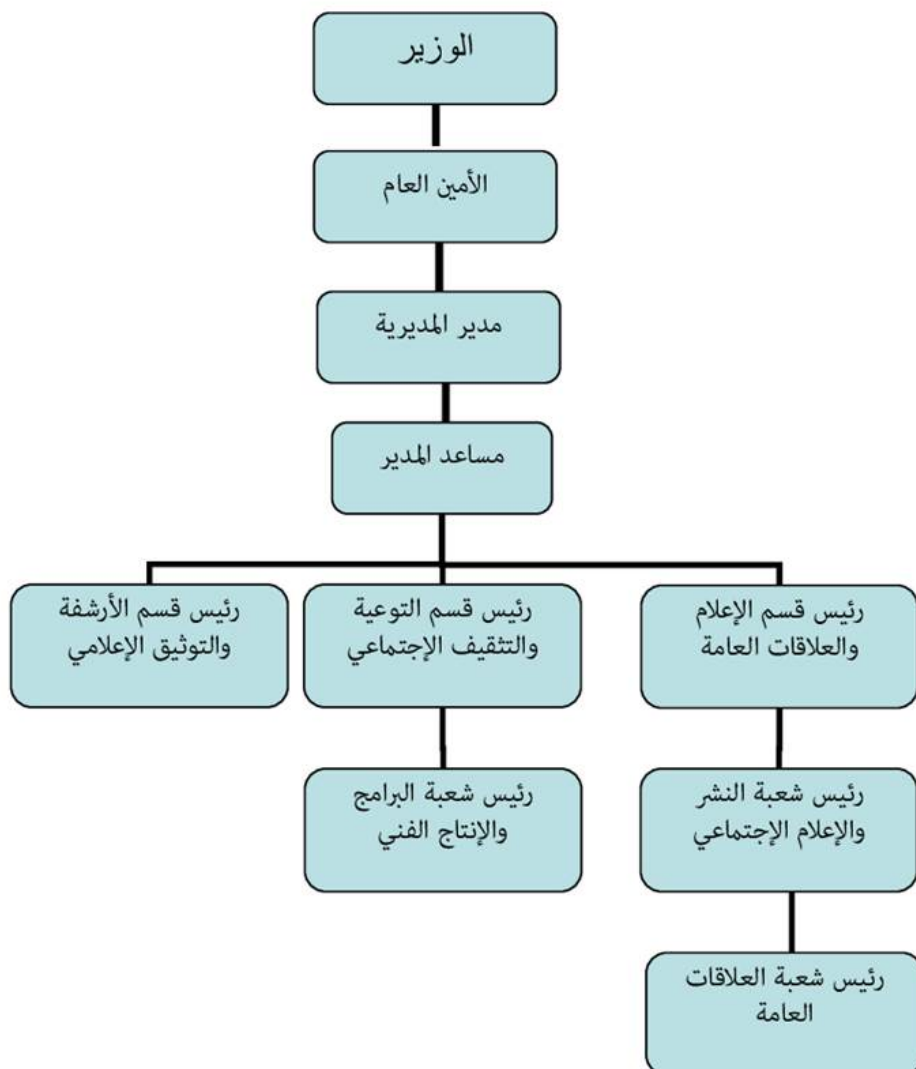 الوزير
الأمين العام
مدير المديرية
مساعد المدير
رئيس قسم الإعلام
والعلاقات العامة
رئيس قسم التوعية
والتثقيف الإجتماعي
رئيس قسم الأرشفة
والتوثيق الإعلامي
رئيس شعبة النشر
والإعلام الإجتماعي
رئيس شعبة البرامج
والإنتاج الفني
رئيس شعبة العلاقات
العامة